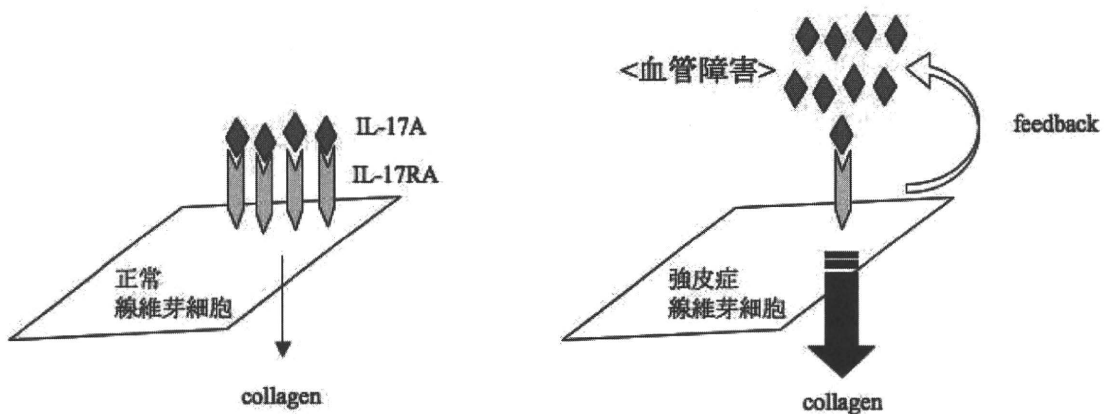 IL-17A
IL-17RA
正常
線維芽細胞
collagen
<血管障害>
feedback
強皮症
線維芽細胞
collagen